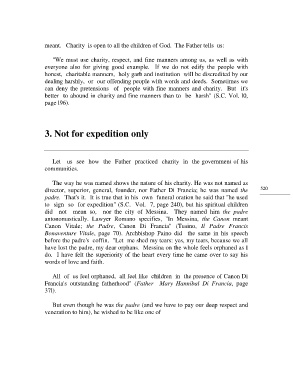 meant. Charity is open to all the children of God. The Father tells us:
"We must use charity, respect, and fine manners among us, as well as with
everyone also for giving good example. If we do not edify the people with
honest, charitable manners, holy garb and institution will be discredited by our
dealing harshly, or our offending people with words and deeds. Sometimes we
can deny the pretensions of people with fine manners and charity. But it's
better to abound in charity and fine manners than to be harsh" (S.C. Vol. l0,
page 196).
3. Not for expedition only
Let us see how the Father practiced charity in the government of his
communities.
The way he was named shows the nature of his charity. He was not named as
director, superior, general, founder, nor Father Di Francia; he was named the
padre. That's it. It is true that in his own funeral oration he said that "he used
to sign so for expedition" (S.C. Vol. 7, page 240), but his spiritual children
did not mean so, nor the city of Messina. They named him the padre
antonomastically. Lawyer Romano specifies, "In Messina, the Canon meant
Canon Vitale; the Padre, Canon Di Francia" (Tusino, Il Padre Francis
Bonaventure Vitale, page 70). Archbishop Paino did the same in his speech
before the padre's coffin. "Let me shed my tears: yes, my tears, because we all
have lost the padre, my dear orphans. Messina on the whole feels orphaned as I
do. I have felt the superiority of the heart every time he came over to say his
words of love and faith.
520
All of us feel orphaned, all feel like children in the presence of Canon Di
Francia's outstanding fatherhood" (Father Mary Hannibal Di Francia, page
37l).
But even though he was the padre (and we have to pay our deep respect and
veneration to him), he wished to be like one of